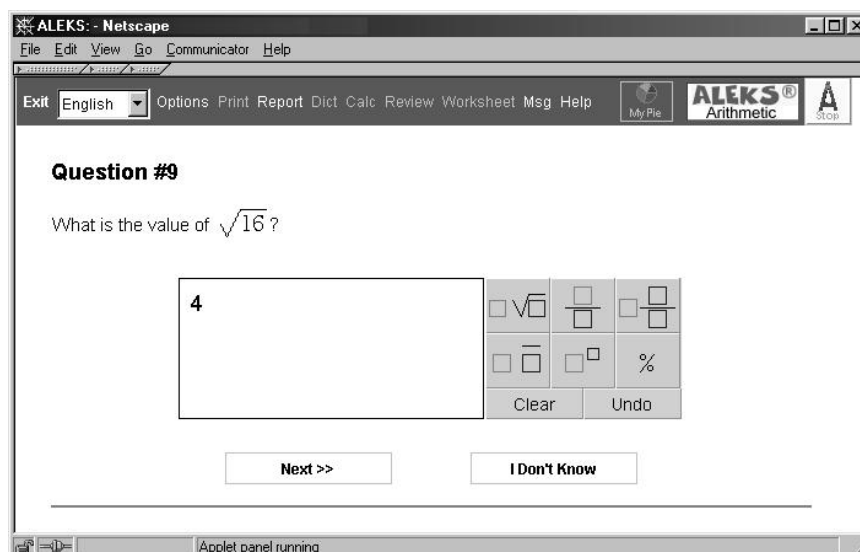 ALEKS: - Netscape
File Edit View Go Communicator Help
Exit English Options Print Report Dict Calc Review Worksheet Msg Help My Pie ALEKS® Arithmetic Stop
Question #9
What is the value of √16 ?
4
%
Clear Undo
Next >> I Don't Know
Applet panel running